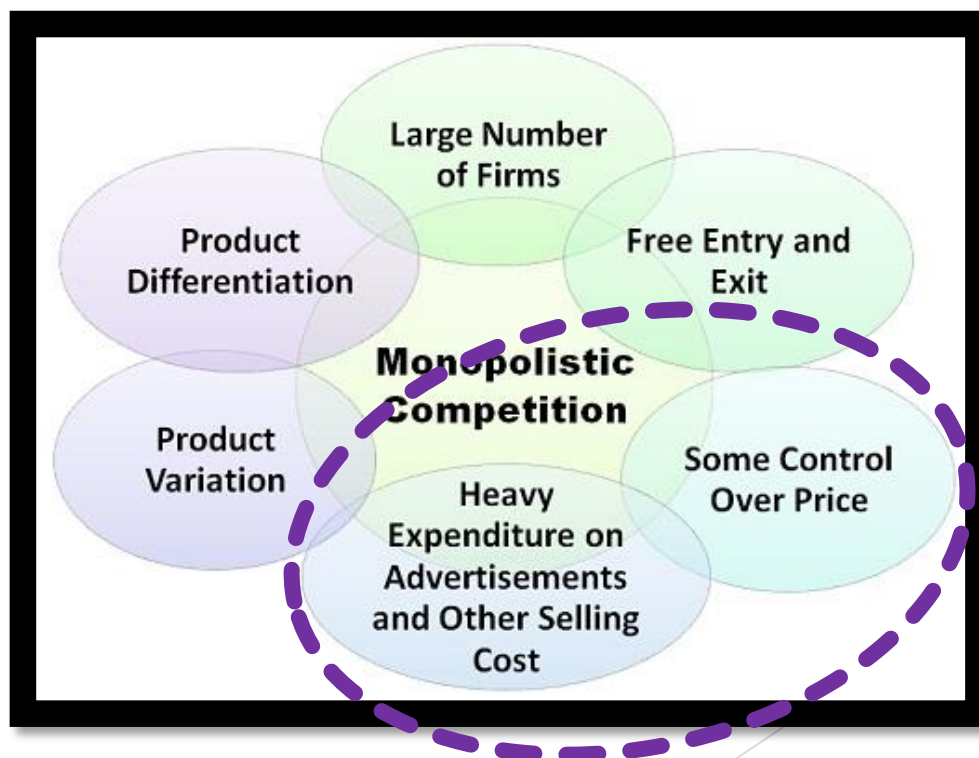 Large Number
of Firms
Product
Differentiation
Free Entry and
Exit
Monopolistic
Competition
Product
Variation
Some Control
Over Price
Heavy
Expenditure on
Advertisements
and Other Selling
Cost